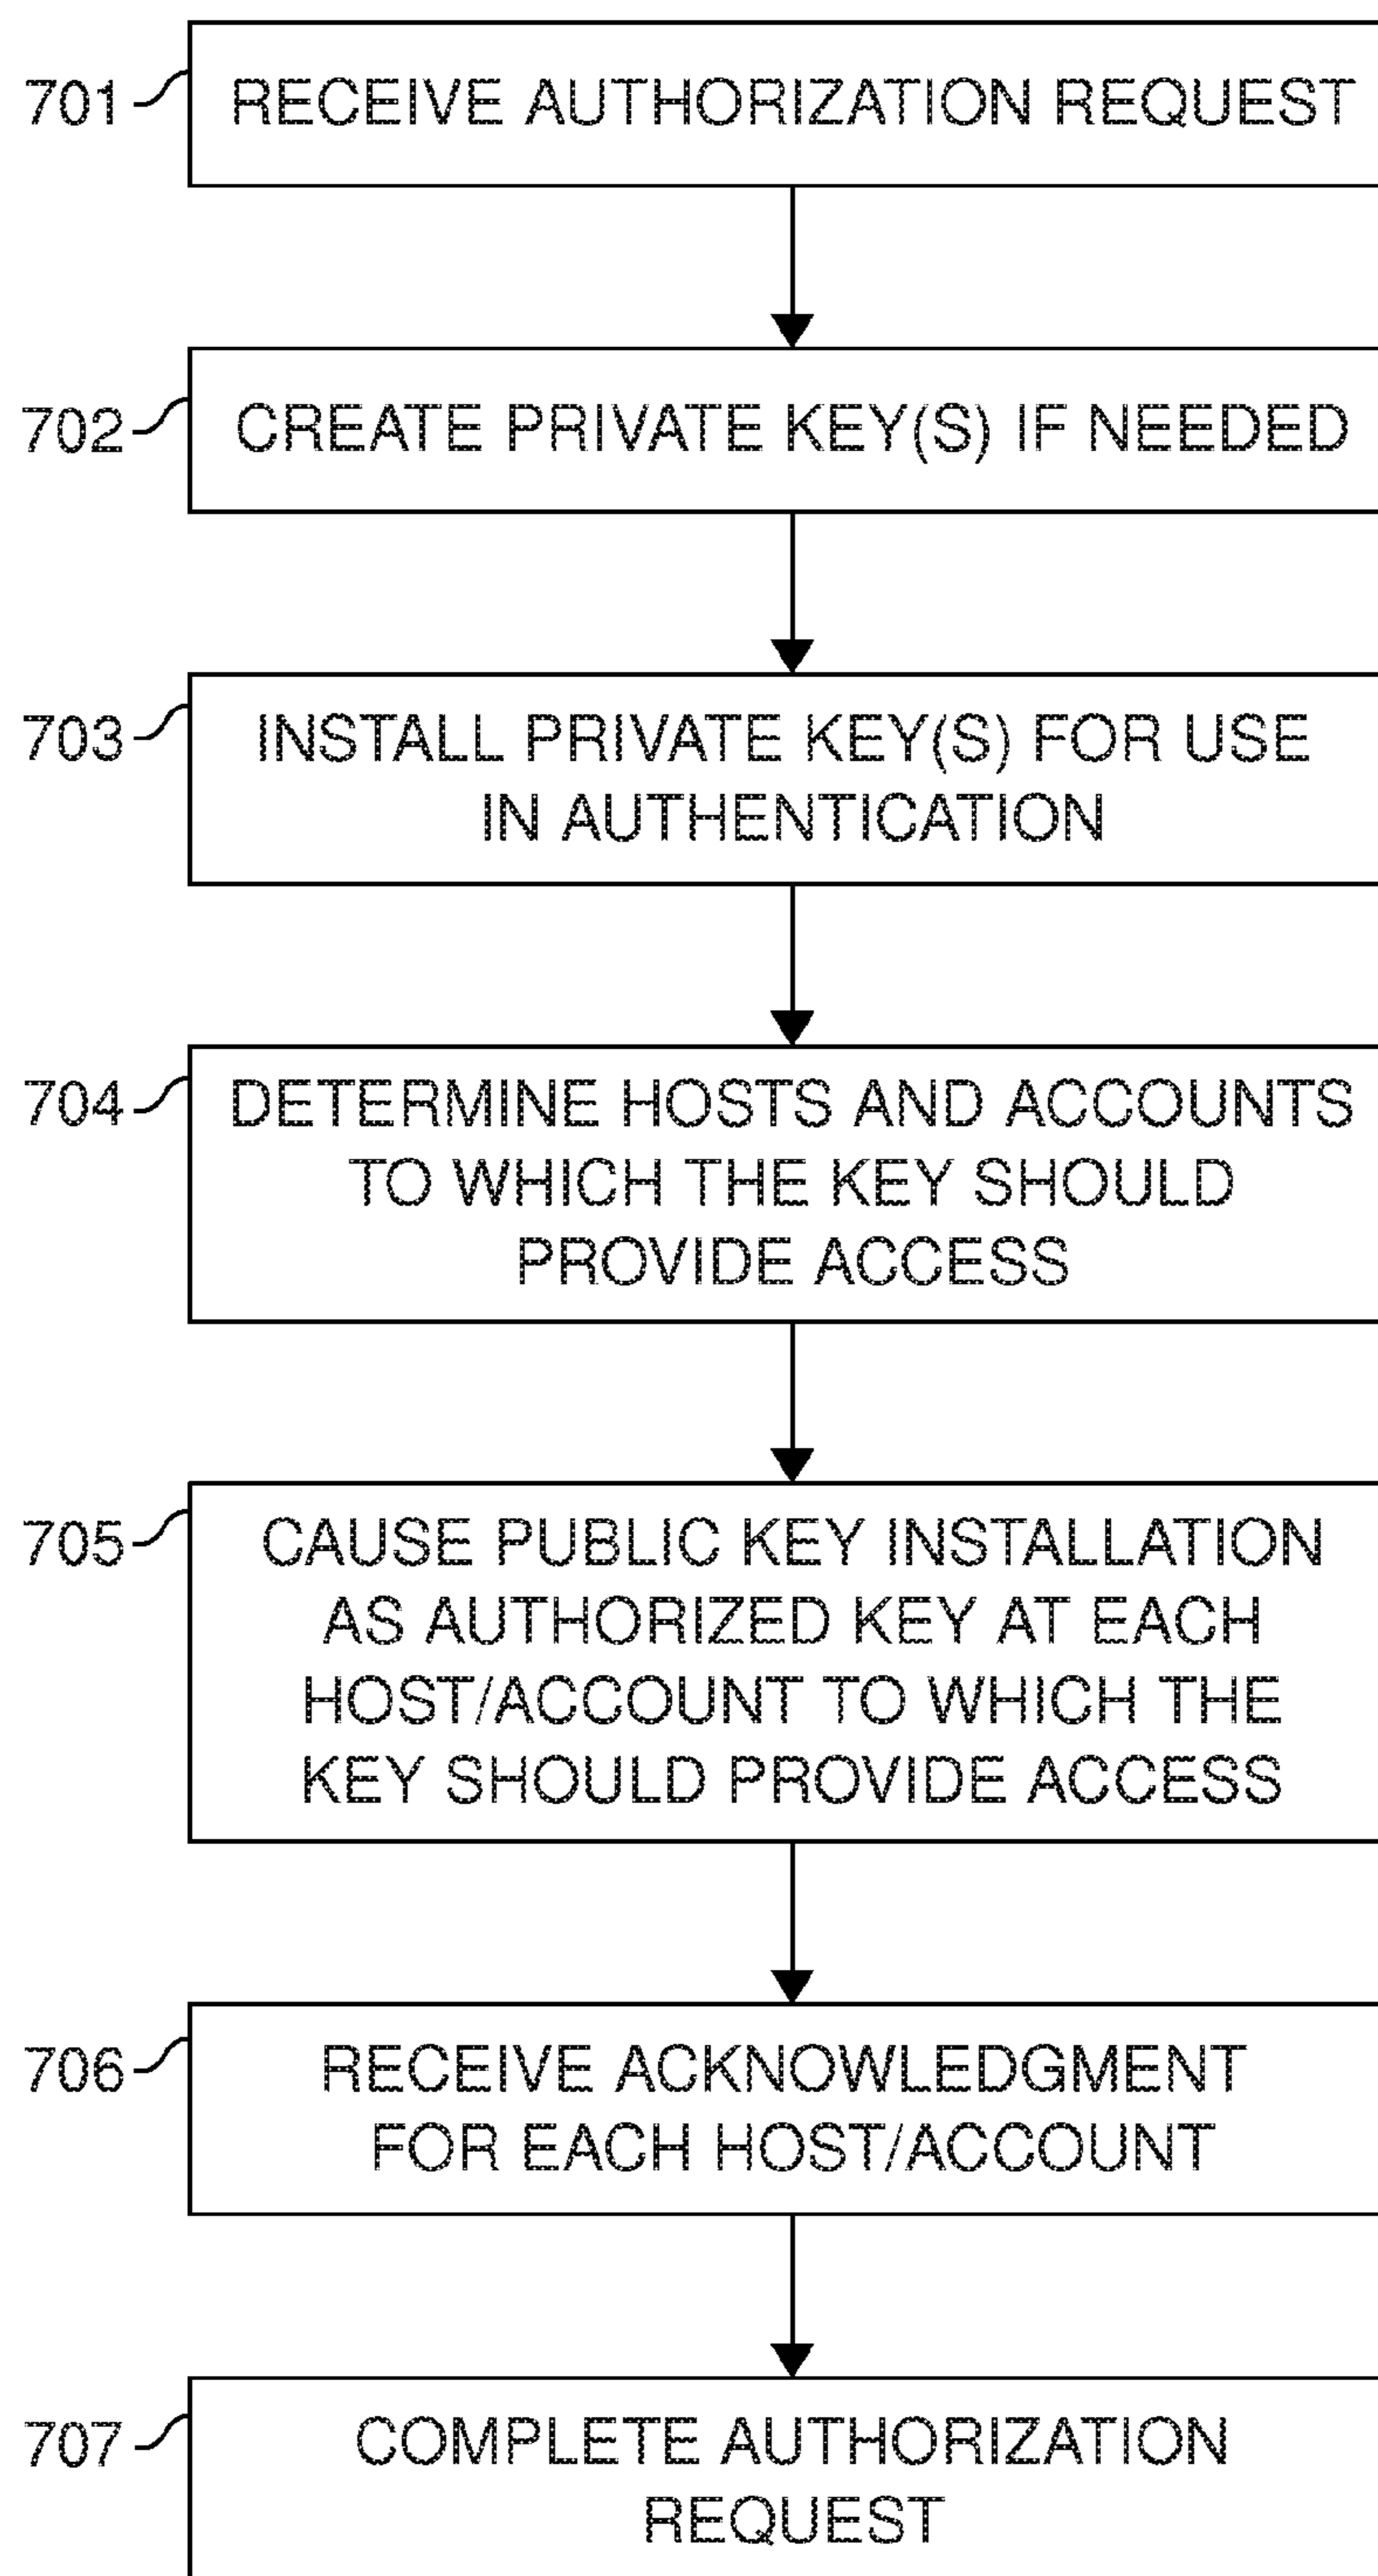 701 RECEIVE AUTHORIZATION REQUEST
702 CREATE PRIVATE KEY(S) IF NEEDED
703 INSTALL PRIVATE KEY(S) FOR USE
IN AUTHENTICATION
704 DETERMINE HOSTS AND ACCOUNTS
TO WHICH THE KEY SHOULD
PROVIDE ACCESS
705 CAUSE PUBLIC KEY INSTALLATION
AS AUTHORIZED KEY AT EACH
HOST/ACCOUNT TO WHICH THE
KEY SHOULD PROVIDE ACCESS
706 RECEIVE ACKNOWLEDGMENT
FOR EACH HOST/ACCOUNT
707 COMPLETE AUTHORIZATION
REQUEST